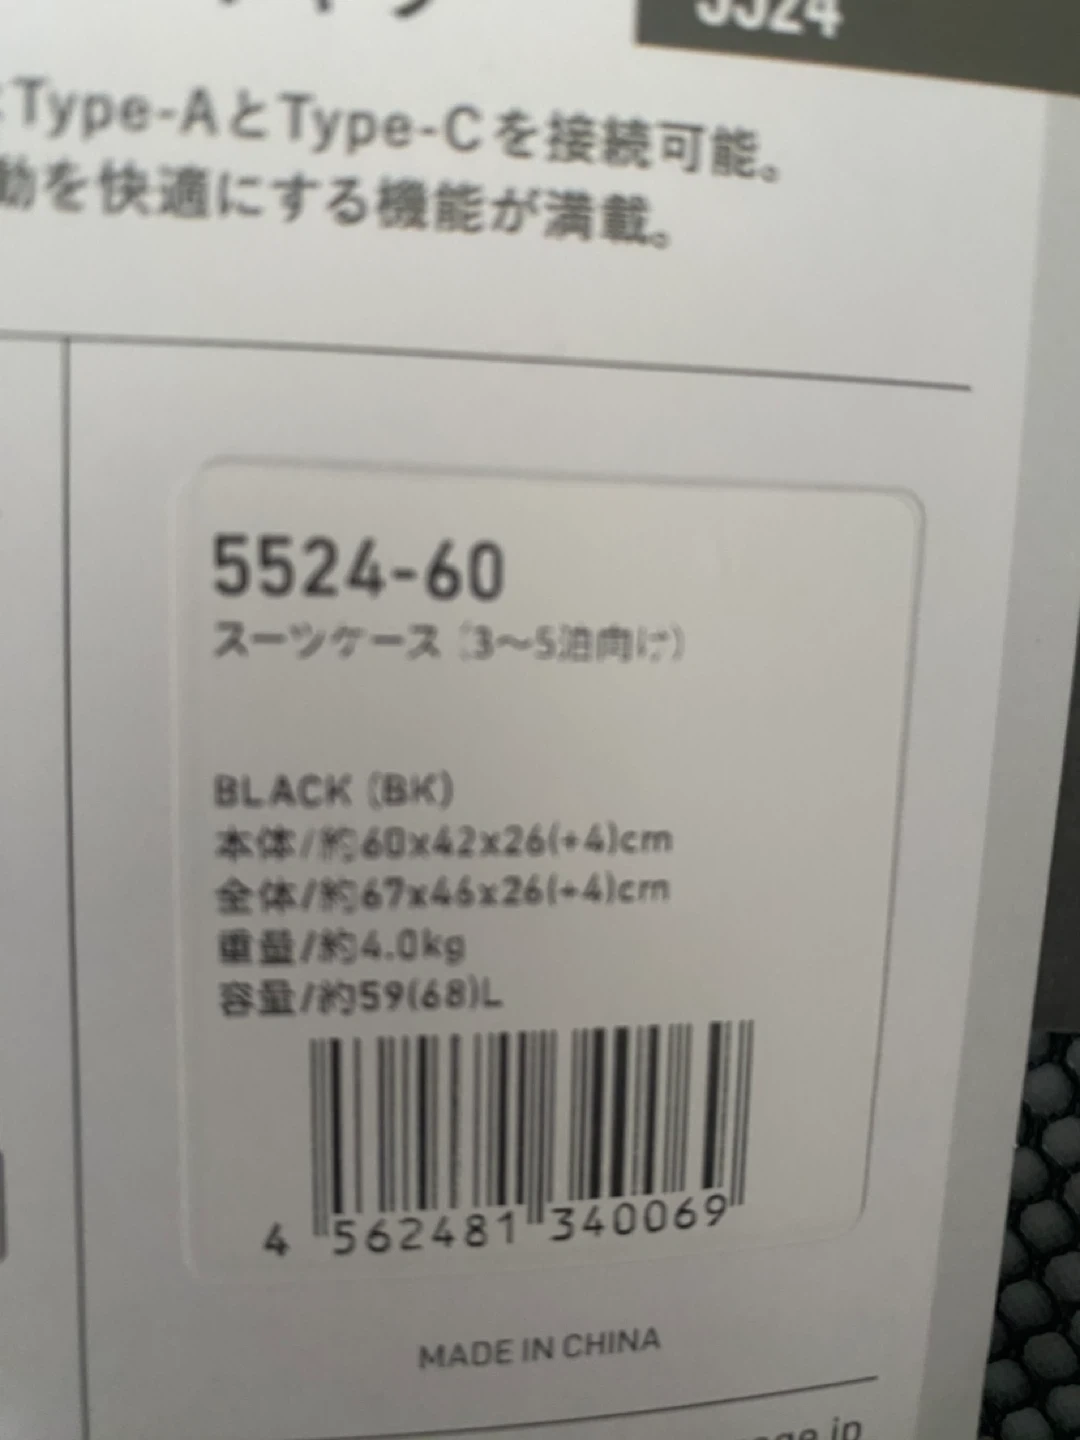 5524
Type-AとType-Cを接続可能。
動を快適にする機能が満載。
5524-60
スーツケース（3〜5泊向け）
BLACK (BK)
本体/約60x42x26(+4)cm
全体/約67x46x26(+4)cm
重量/約4.0kg
容量/約59(68)L
4 562481 340069
MADE IN CHINA